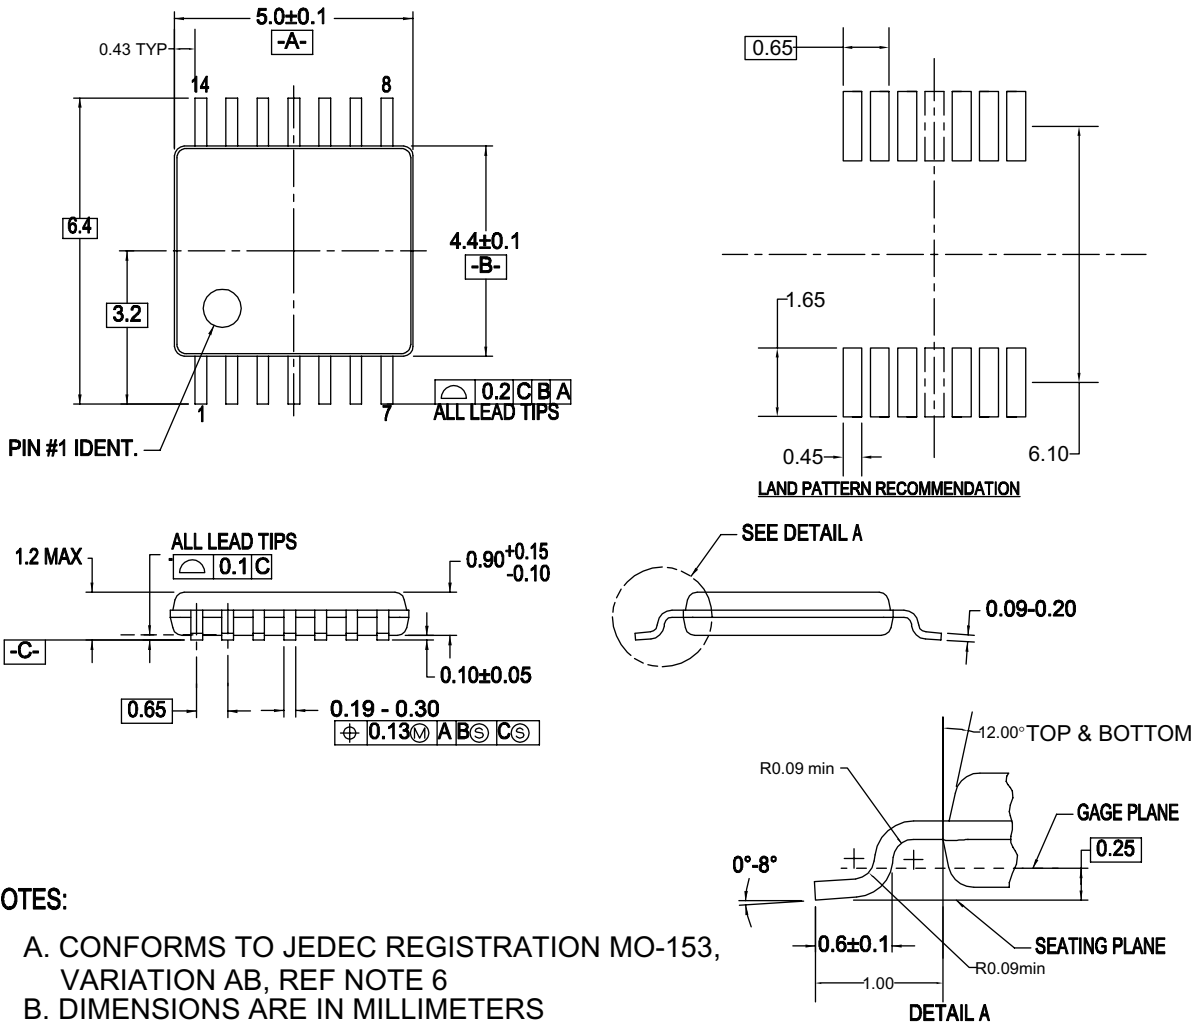 5.0±0.1
-A-
0.43 TYP
14
8
6.4
3.2
4.4±0.1
-B-
0.2 C B A
ALL LEAD TIPS
1
7
PIN #1 IDENT.
0.65
1.65
0.45
6.10
LAND PATTERN RECOMMENDATION
1.2 MAX
ALL LEAD TIPS
0.1 C
0.90 +0.15
-0.10
-C-
0.10±0.05
0.65
0.19 - 0.30
0.13Ⓜ A BⓈ CⓈ
SEE DETAIL A
0.09-0.20
12.00° TOP & BOTTOM
R0.09 min
GAGE PLANE
0.25
0°-8°
0.6±0.1
SEATING PLANE
R0.09min
1.00
DETAIL A
OTES:
A. CONFORMS TO JEDEC REGISTRATION MO-153,
VARIATION AB, REF NOTE 6
B. DIMENSIONS ARE IN MILLIMETERS